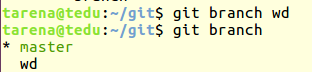 tarena@tedu:~/git$ git branch wd
tarena@tedu:~/git$ git branch
* master
  wd